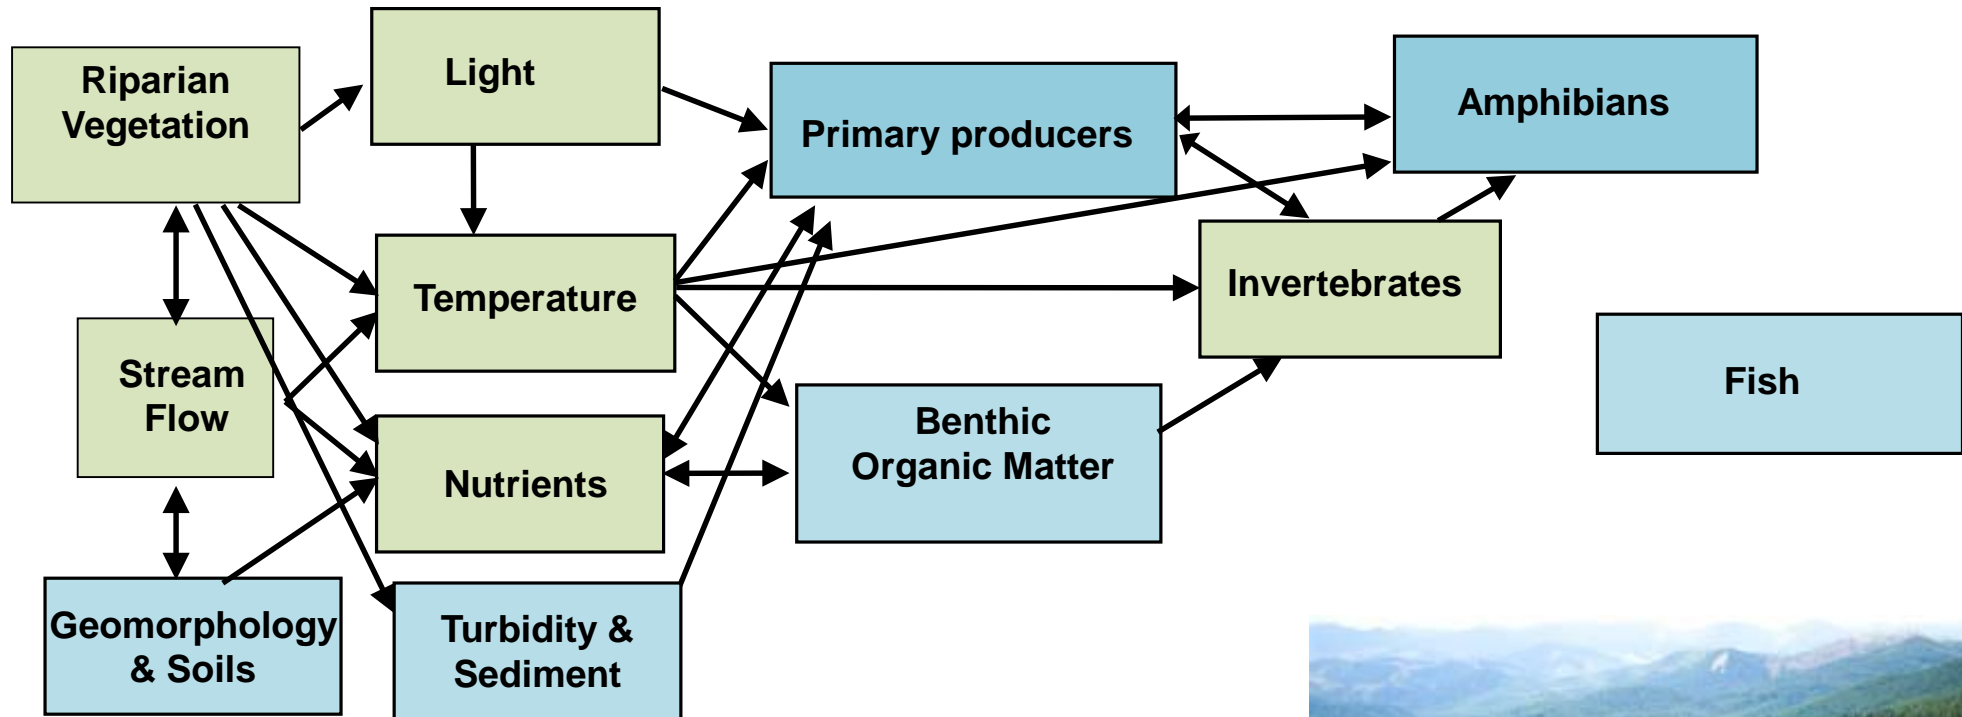 Riparian
Vegetation
Light
Primary producers
Amphibians
Temperature
Invertebrates
Stream
Flow
Fish
Nutrients
Benthic
Organic Matter
Geomorphology
& Soils
Turbidity &
Sediment